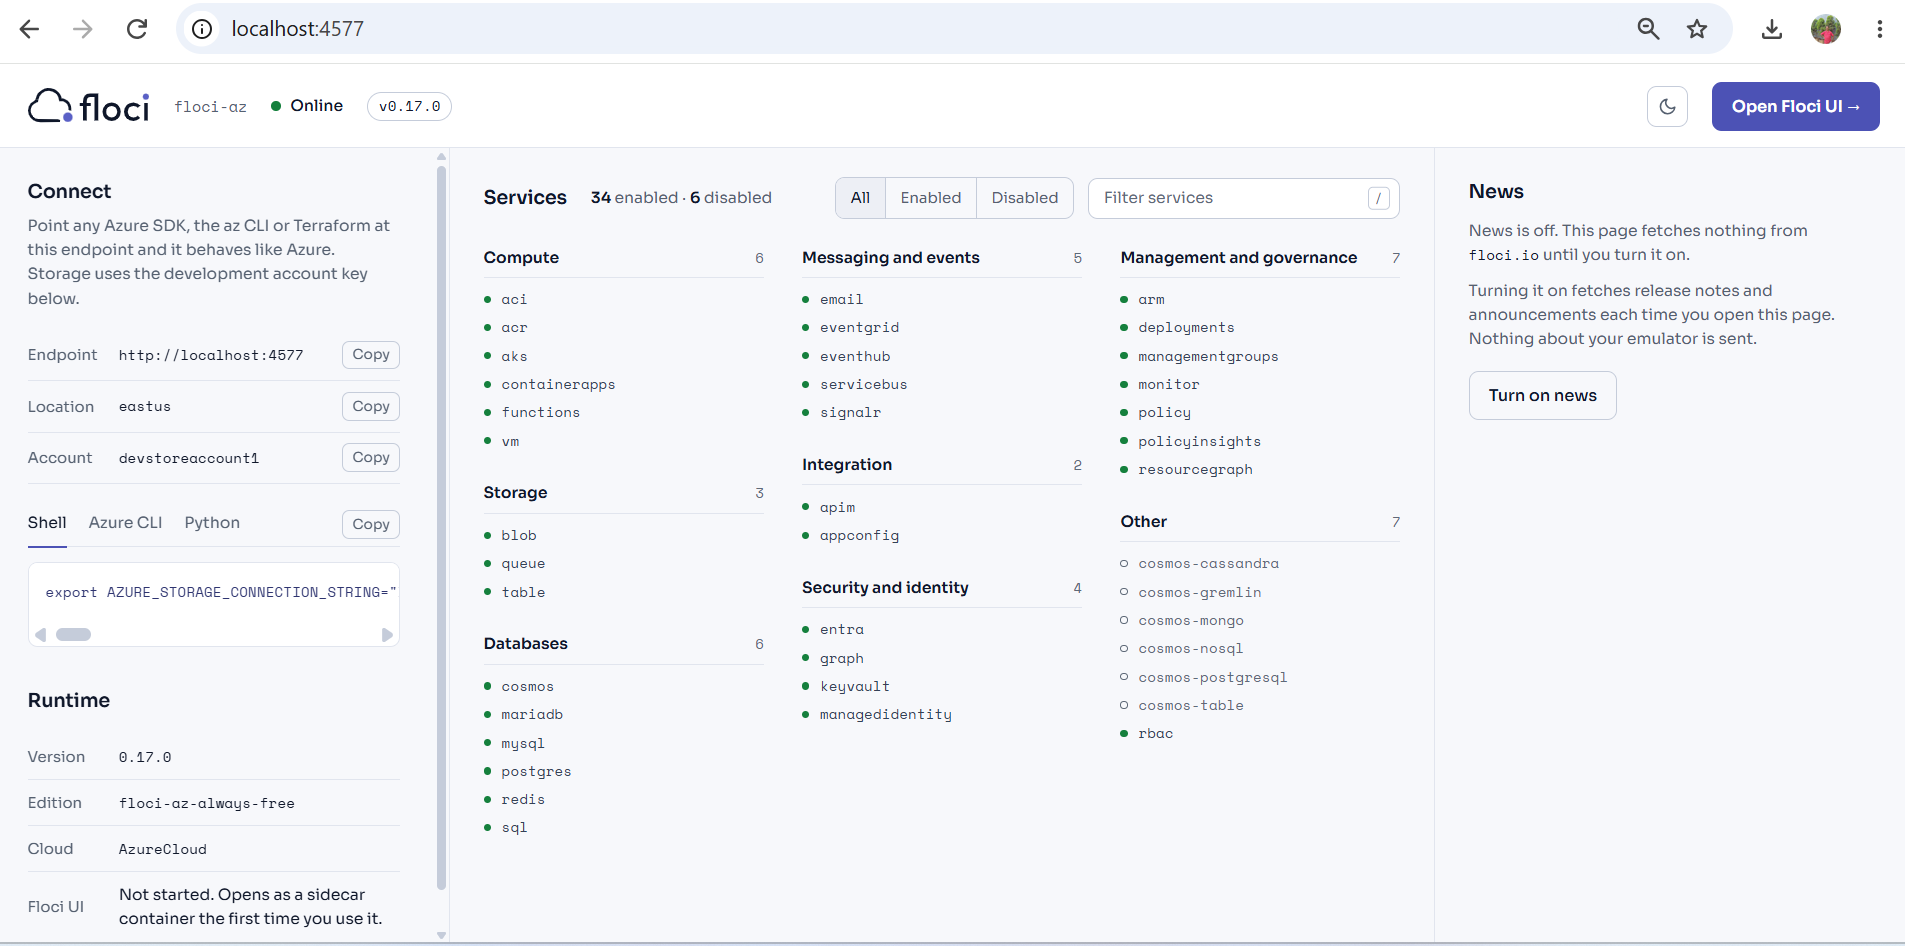 localhost:4577
floci
floci-az
Online
v0.17.0
Open Floci UI →
Connect
Point any Azure SDK, the az CLI or Terraform at
this endpoint and it behaves like Azure.
Storage uses the development account key
below.
Endpoint http://localhost:4577 Copy
Location eastus Copy
Account devstoreaccount1 Copy
Shell Azure CLI Python Copy
export AZURE_STORAGE_CONNECTION_STRING="
Runtime
Version 0.17.0
Edition floci-az-always-free
Cloud AzureCloud
Floci UI Not started. Opens as a sidecar
container the first time you use it.
Services 34 enabled · 6 disabled
All Enabled Disabled
Filter services /
Compute 6
aci
acr
aks
containerapps
functions
vm
Storage 3
blob
queue
table
Databases 6
cosmos
mariadb
mysql
postgres
redis
sql
Messaging and events 5
email
eventgrid
eventhub
servicebus
signalr
Integration 2
apim
appconfig
Security and identity 4
entra
graph
keyvault
managedidentity
Management and governance 7
arm
deployments
managementgroups
monitor
policy
policyinsights
resourcegraph
Other 7
cosmos-cassandra
cosmos-gremlin
cosmos-mongo
cosmos-nosql
cosmos-postgresql
cosmos-table
rbac
News
News is off. This page fetches nothing from
floci.io until you turn it on.
Turning it on fetches release notes and
announcements each time you open this page.
Nothing about your emulator is sent.
Turn on news